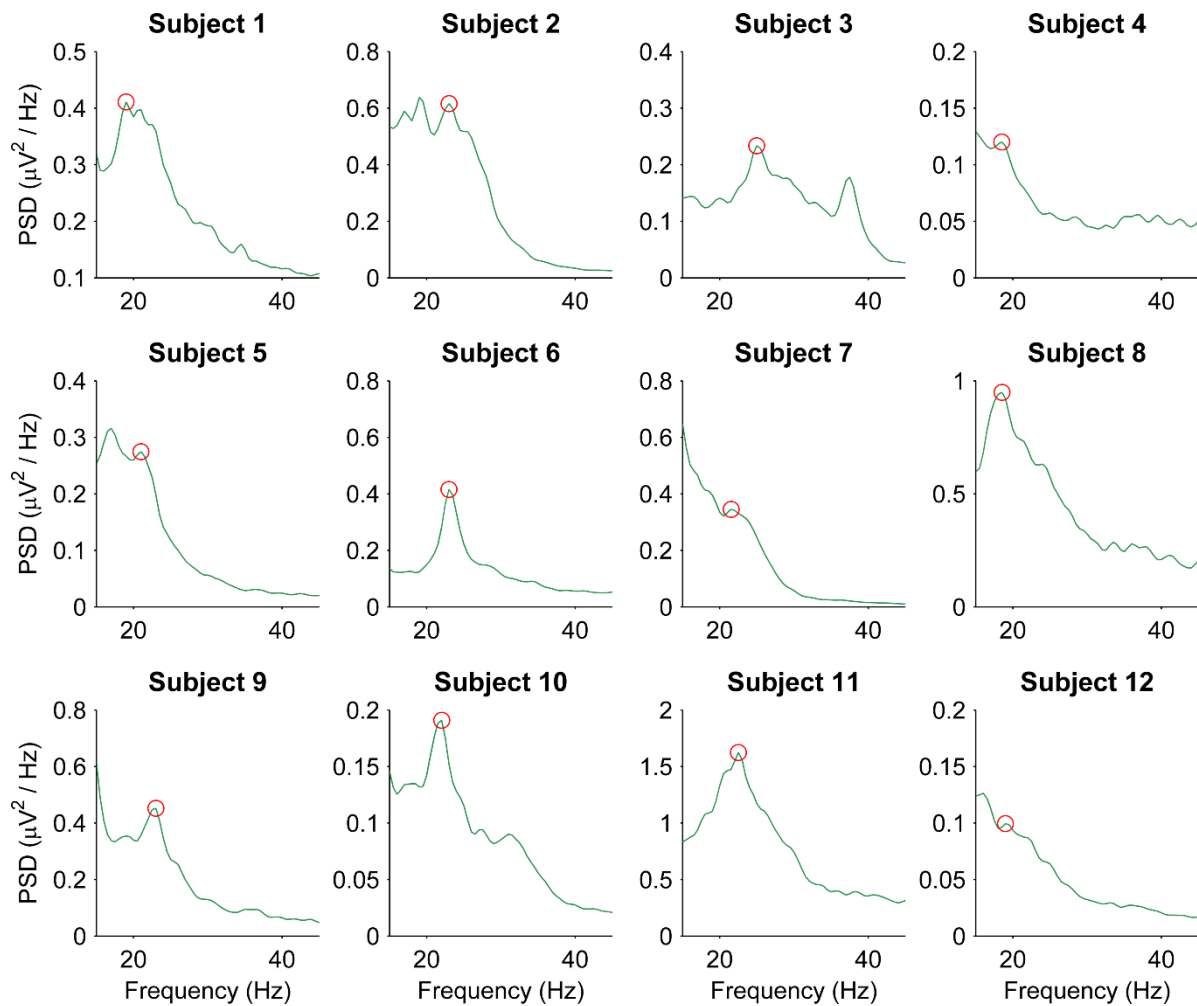 Subject 1 Subject 2 Subject 3 Subject 4
PSD (μV² / Hz)
0.5 0.4 0.3 0.2 0.1
0.8 0.6 0.4 0.2 0
0.4 0.3 0.2 0.1 0
0.2 0.15 0.1 0.05 0
20 40 20 40 20 40 20 40
Subject 5 Subject 6 Subject 7 Subject 8
PSD (μV² / Hz)
0.4 0.3 0.2 0.1 0
0.8 0.6 0.4 0.2 0
0.8 0.6 0.4 0.2 0
1 0.5 0
20 40 20 40 20 40 20 40
Subject 9 Subject 10 Subject 11 Subject 12
PSD (μV² / Hz)
0.8 0.6 0.4 0.2 0
0.2 0.15 0.1 0.05 0
2 1.5 1 0.5 0
0.2 0.15 0.1 0.05 0
20 40 20 40 20 40 20 40
Frequency (Hz) Frequency (Hz) Frequency (Hz) Frequency (Hz)